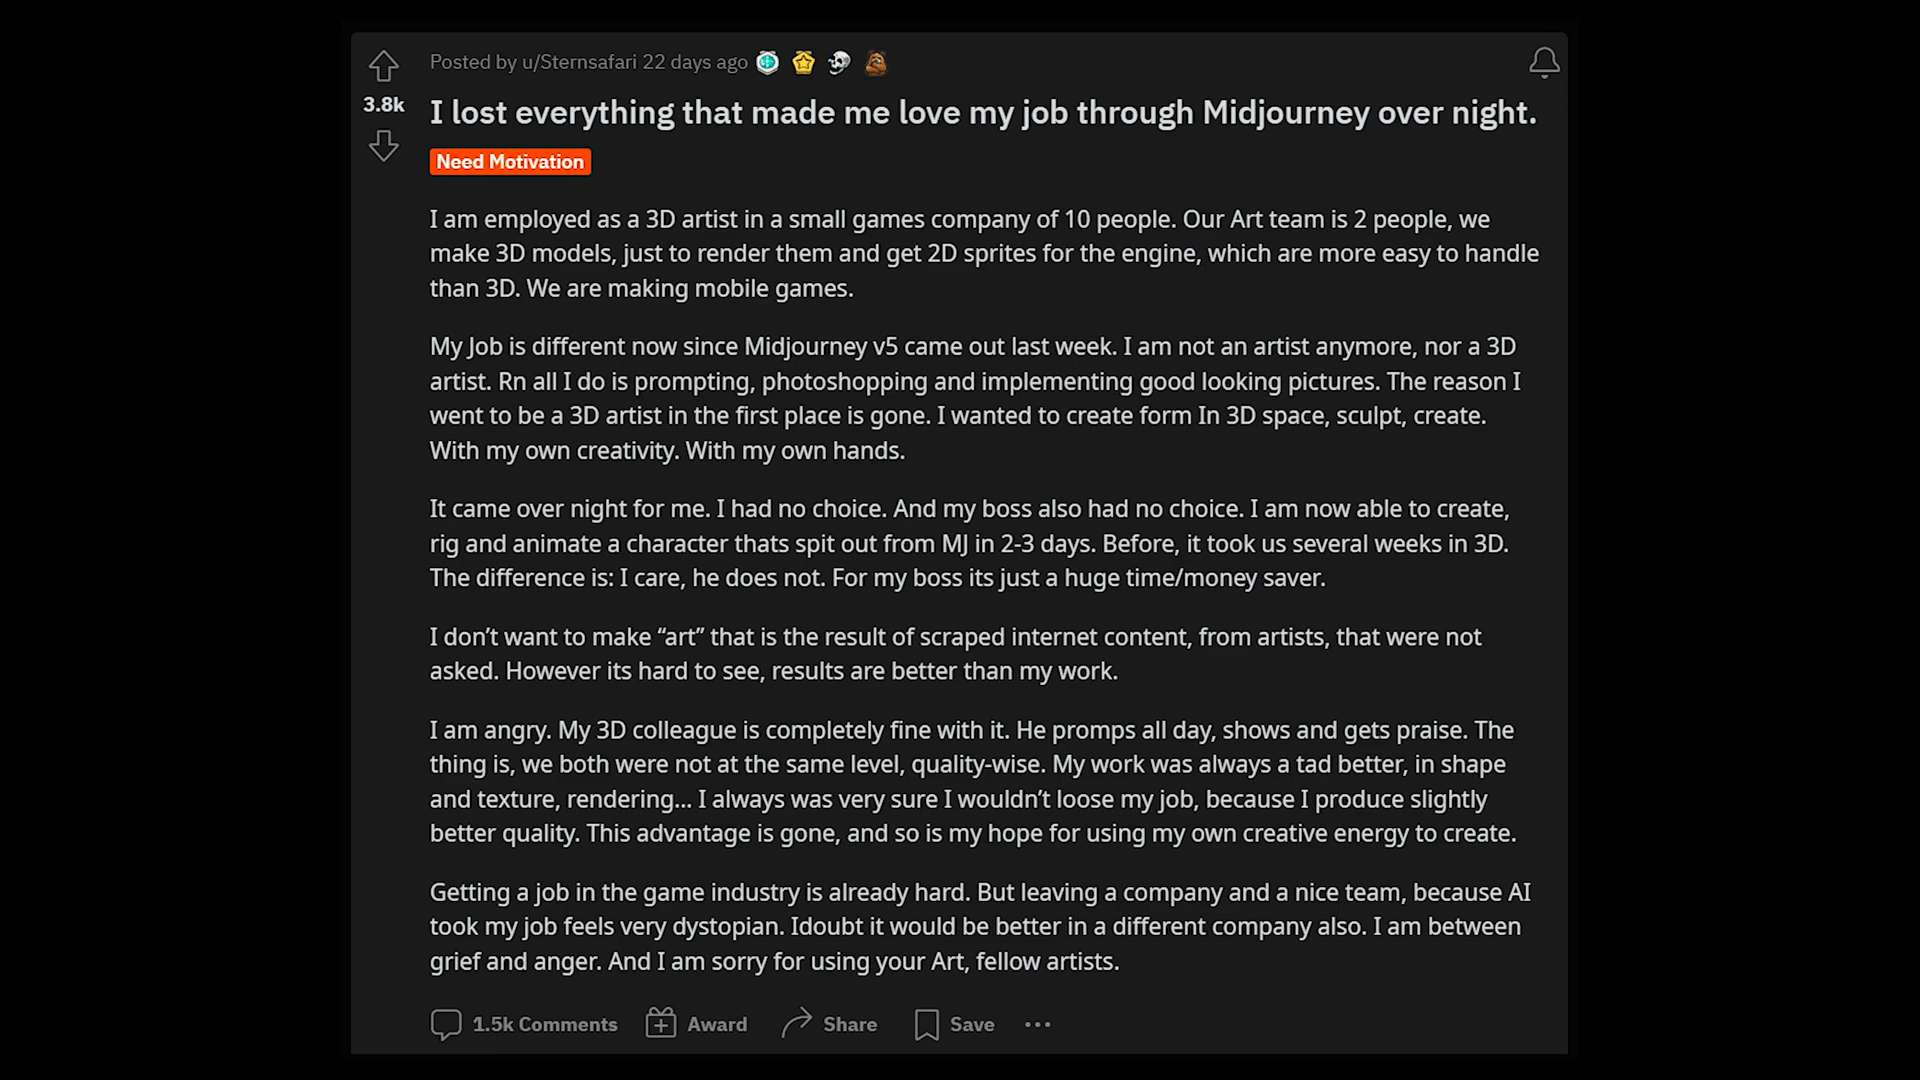 Posted by u/Sternsafari 22 days ago
3.8k
I lost everything that made me love my job through Midjourney over night.
Need Motivation
I am employed as a 3D artist in a small games company of 10 people. Our Art team is 2 people, we
make 3D models, just to render them and get 2D sprites for the engine, which are more easy to handle
than 3D. We are making mobile games.
My Job is different now since Midjourney v5 came out last week. I am not an artist anymore, nor a 3D
artist. Rn all I do is prompting, photoshopping and implementing good looking pictures. The reason I
went to be a 3D artist in the first place is gone. I wanted to create form In 3D space, sculpt, create.
With my own creativity. With my own hands.
It came over night for me. I had no choice. And my boss also had no choice. I am now able to create,
rig and animate a character thats spit out from MJ in 2-3 days. Before, it took us several weeks in 3D.
The difference is: I care, he does not. For my boss its just a huge time/money saver.
I don’t want to make “art” that is the result of scraped internet content, from artists, that were not
asked. However its hard to see, results are better than my work.
I am angry. My 3D colleague is completely fine with it. He promps all day, shows and gets praise. The
thing is, we both were not at the same level, quality-wise. My work was always a tad better, in shape
and texture, rendering... I always was very sure I wouldn’t loose my job, because I produce slightly
better quality. This advantage is gone, and so is my hope for using my own creative energy to create.
Getting a job in the game industry is already hard. But leaving a company and a nice team, because AI
took my job feels very dystopian. Idoubt it would be better in a different company also. I am between
grief and anger. And I am sorry for using your Art, fellow artists.
1.5k Comments Award Share Save